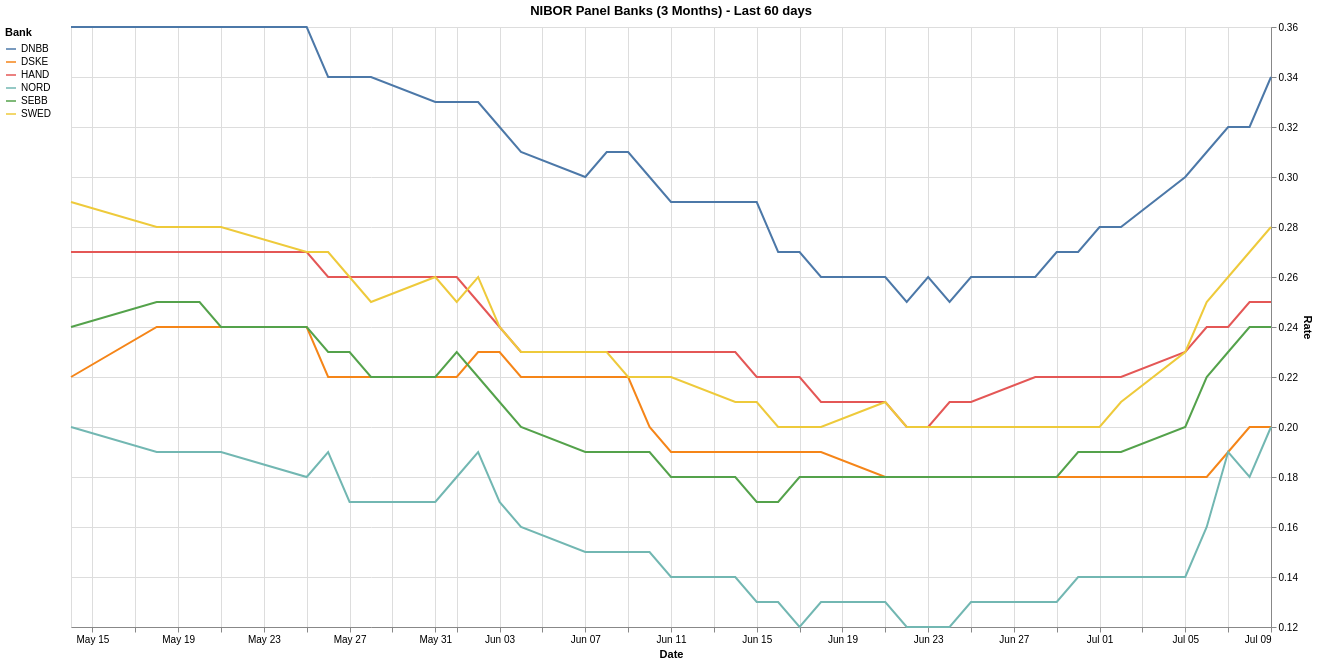 NIBOR Panel Banks (3 Months) - Last 60 days
Bank
DNBB
DSKE
HAND
NORD
SEBB
SWED
0.36
0.34
0.32
0.30
0.28
0.26
0.24
0.22
0.20
0.18
0.16
0.14
0.12
Rate
May 15 May 19 May 23 May 27 May 31 Jun 03 Jun 07 Jun 11 Jun 15 Jun 19 Jun 23 Jun 27 Jul 01 Jul 05 Jul 09
Date